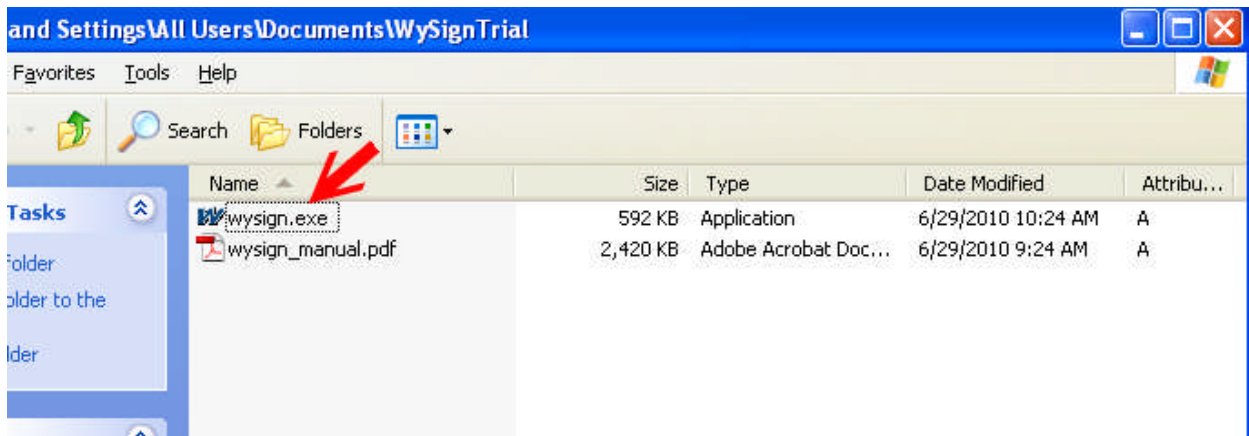 and Settings\All Users\Documents\WySignTrial
Favorites Tools Help
Search Folders
Name Size Type Date Modified Attribu...
Tasks
wysign.exe 592 KB Application 6/29/2010 10:24 AM A
wysign_manual.pdf 2,420 KB Adobe Acrobat Doc... 6/29/2010 9:24 AM A
older to the